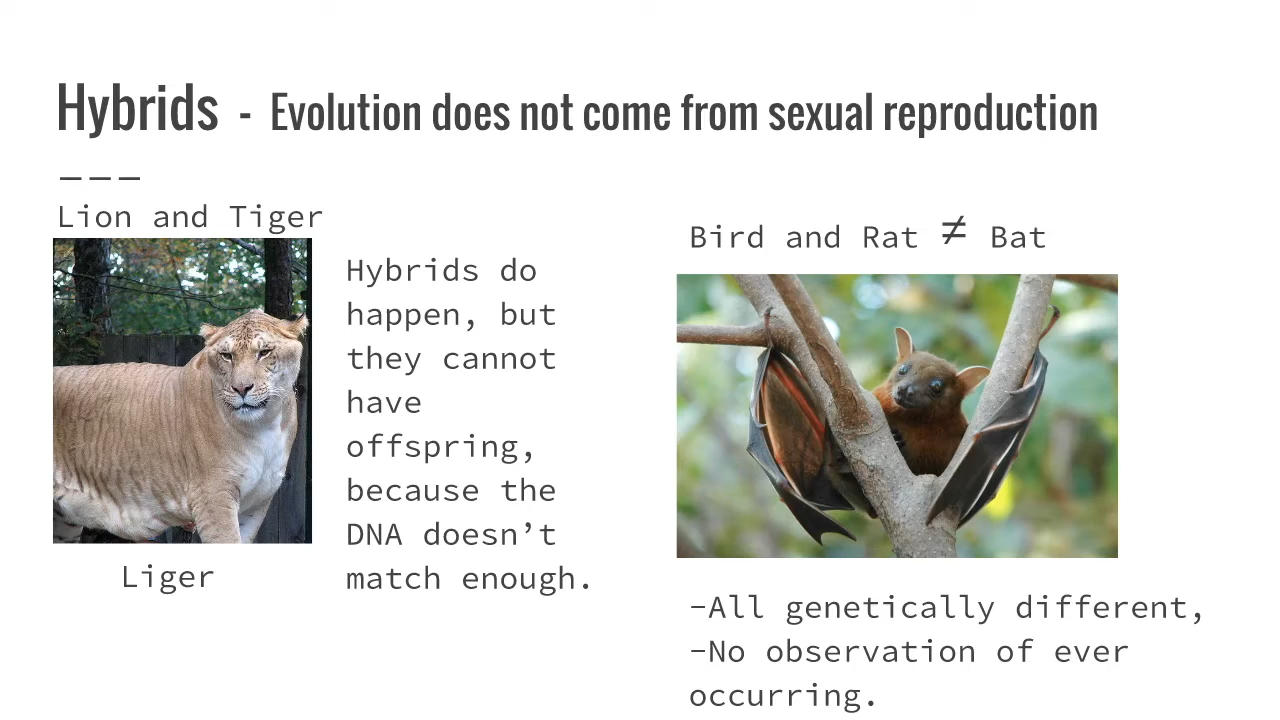 Hybrids - Evolution does not come from sexual reproduction
———
Lion and Tiger
Hybrids do
happen, but
they cannot
have
offspring,
because the
DNA doesn’t
match enough.
Liger
Bird and Rat ≠ Bat
-All genetically different,
-No observation of ever
occurring.